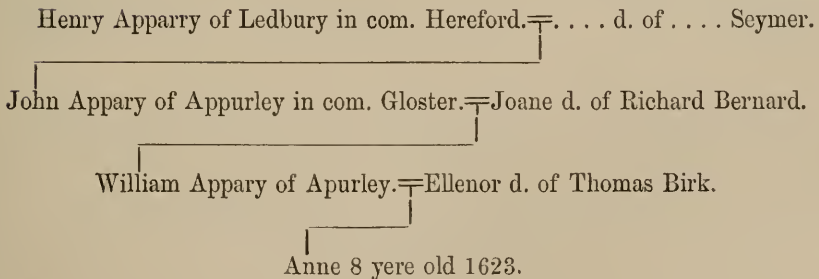 Henry Apparry of Ledbury in com. Hereford.=. . . . d. of . . . . Seymer.
John Appary of Appurley in com. Gloster.=Joane d. of Richard Bernard.
William Appary of Apurley.=Ellenor d. of Thomas Birk.
Anne 8 yere old 1623.